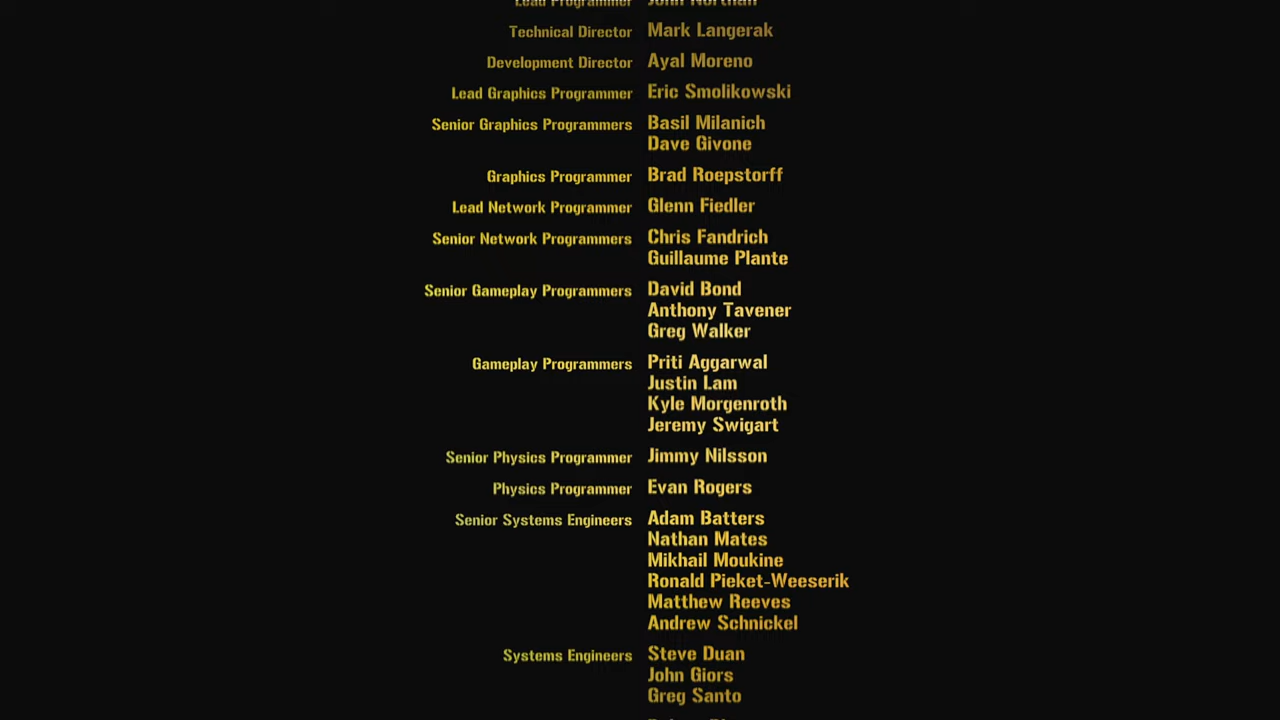 Lead Programmer John Northan
Technical Director Mark Langerak
Development Director Ayal Moreno
Lead Graphics Programmer Eric Smolikowski
Senior Graphics Programmers Basil Milanich
Dave Givone
Graphics Programmer Brad Roepstorff
Lead Network Programmer Glenn Fiedler
Senior Network Programmers Chris Fandrich
Guillaume Plante
Senior Gameplay Programmers David Bond
Anthony Tavener
Greg Walker
Gameplay Programmers Priti Aggarwal
Justin Lam
Kyle Morgenroth
Jeremy Swigart
Senior Physics Programmer Jimmy Nilsson
Physics Programmer Evan Rogers
Senior Systems Engineers Adam Batters
Nathan Mates
Mikhail Moukine
Ronald Pieket-Weeserik
Matthew Reeves
Andrew Schnickel
Systems Engineers Steve Duan
John Giors
Greg Santo